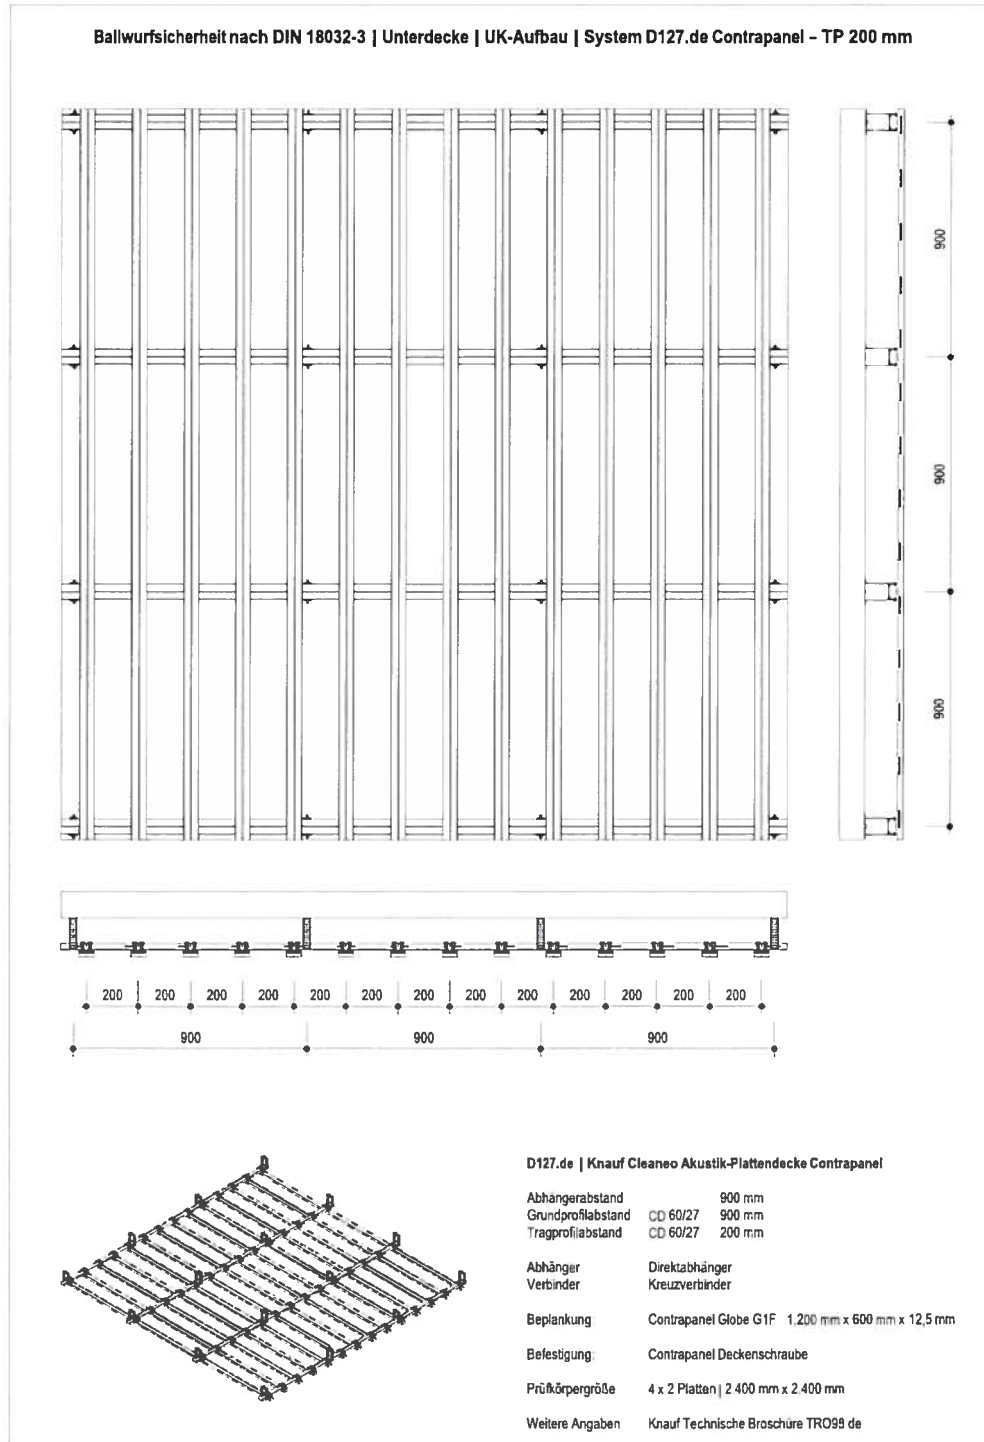 Ballwurfsicherheit nach DIN 18032-3 | Unterdecke | UK-Aufbau | System D127.de Contrapanel – TP 200 mm
900
900
900
200 200 200 200 200 200 200 200 200 200 200 200 200
900 900 900
D127.de | Knauf Cleaneo Akustik-Plattendecke Contrapanel
Abhängerabstand 900 mm
Grundprofilabstand CD 60/27 900 mm
Tragprofilabstand CD 60/27 200 mm
Abhänger Direktabhänger
Verbinder Kreuzverbinder
Beplankung: Contrapanel Globe G1F 1.200 mm x 600 mm x 12,5 mm
Befestigung: Contrapanel Deckenschraube
Prüfkörpergröße 4 x 2 Platten | 2 400 mm x 2.400 mm
Weitere Angaben Knauf Technische Broschüre TRO98 de